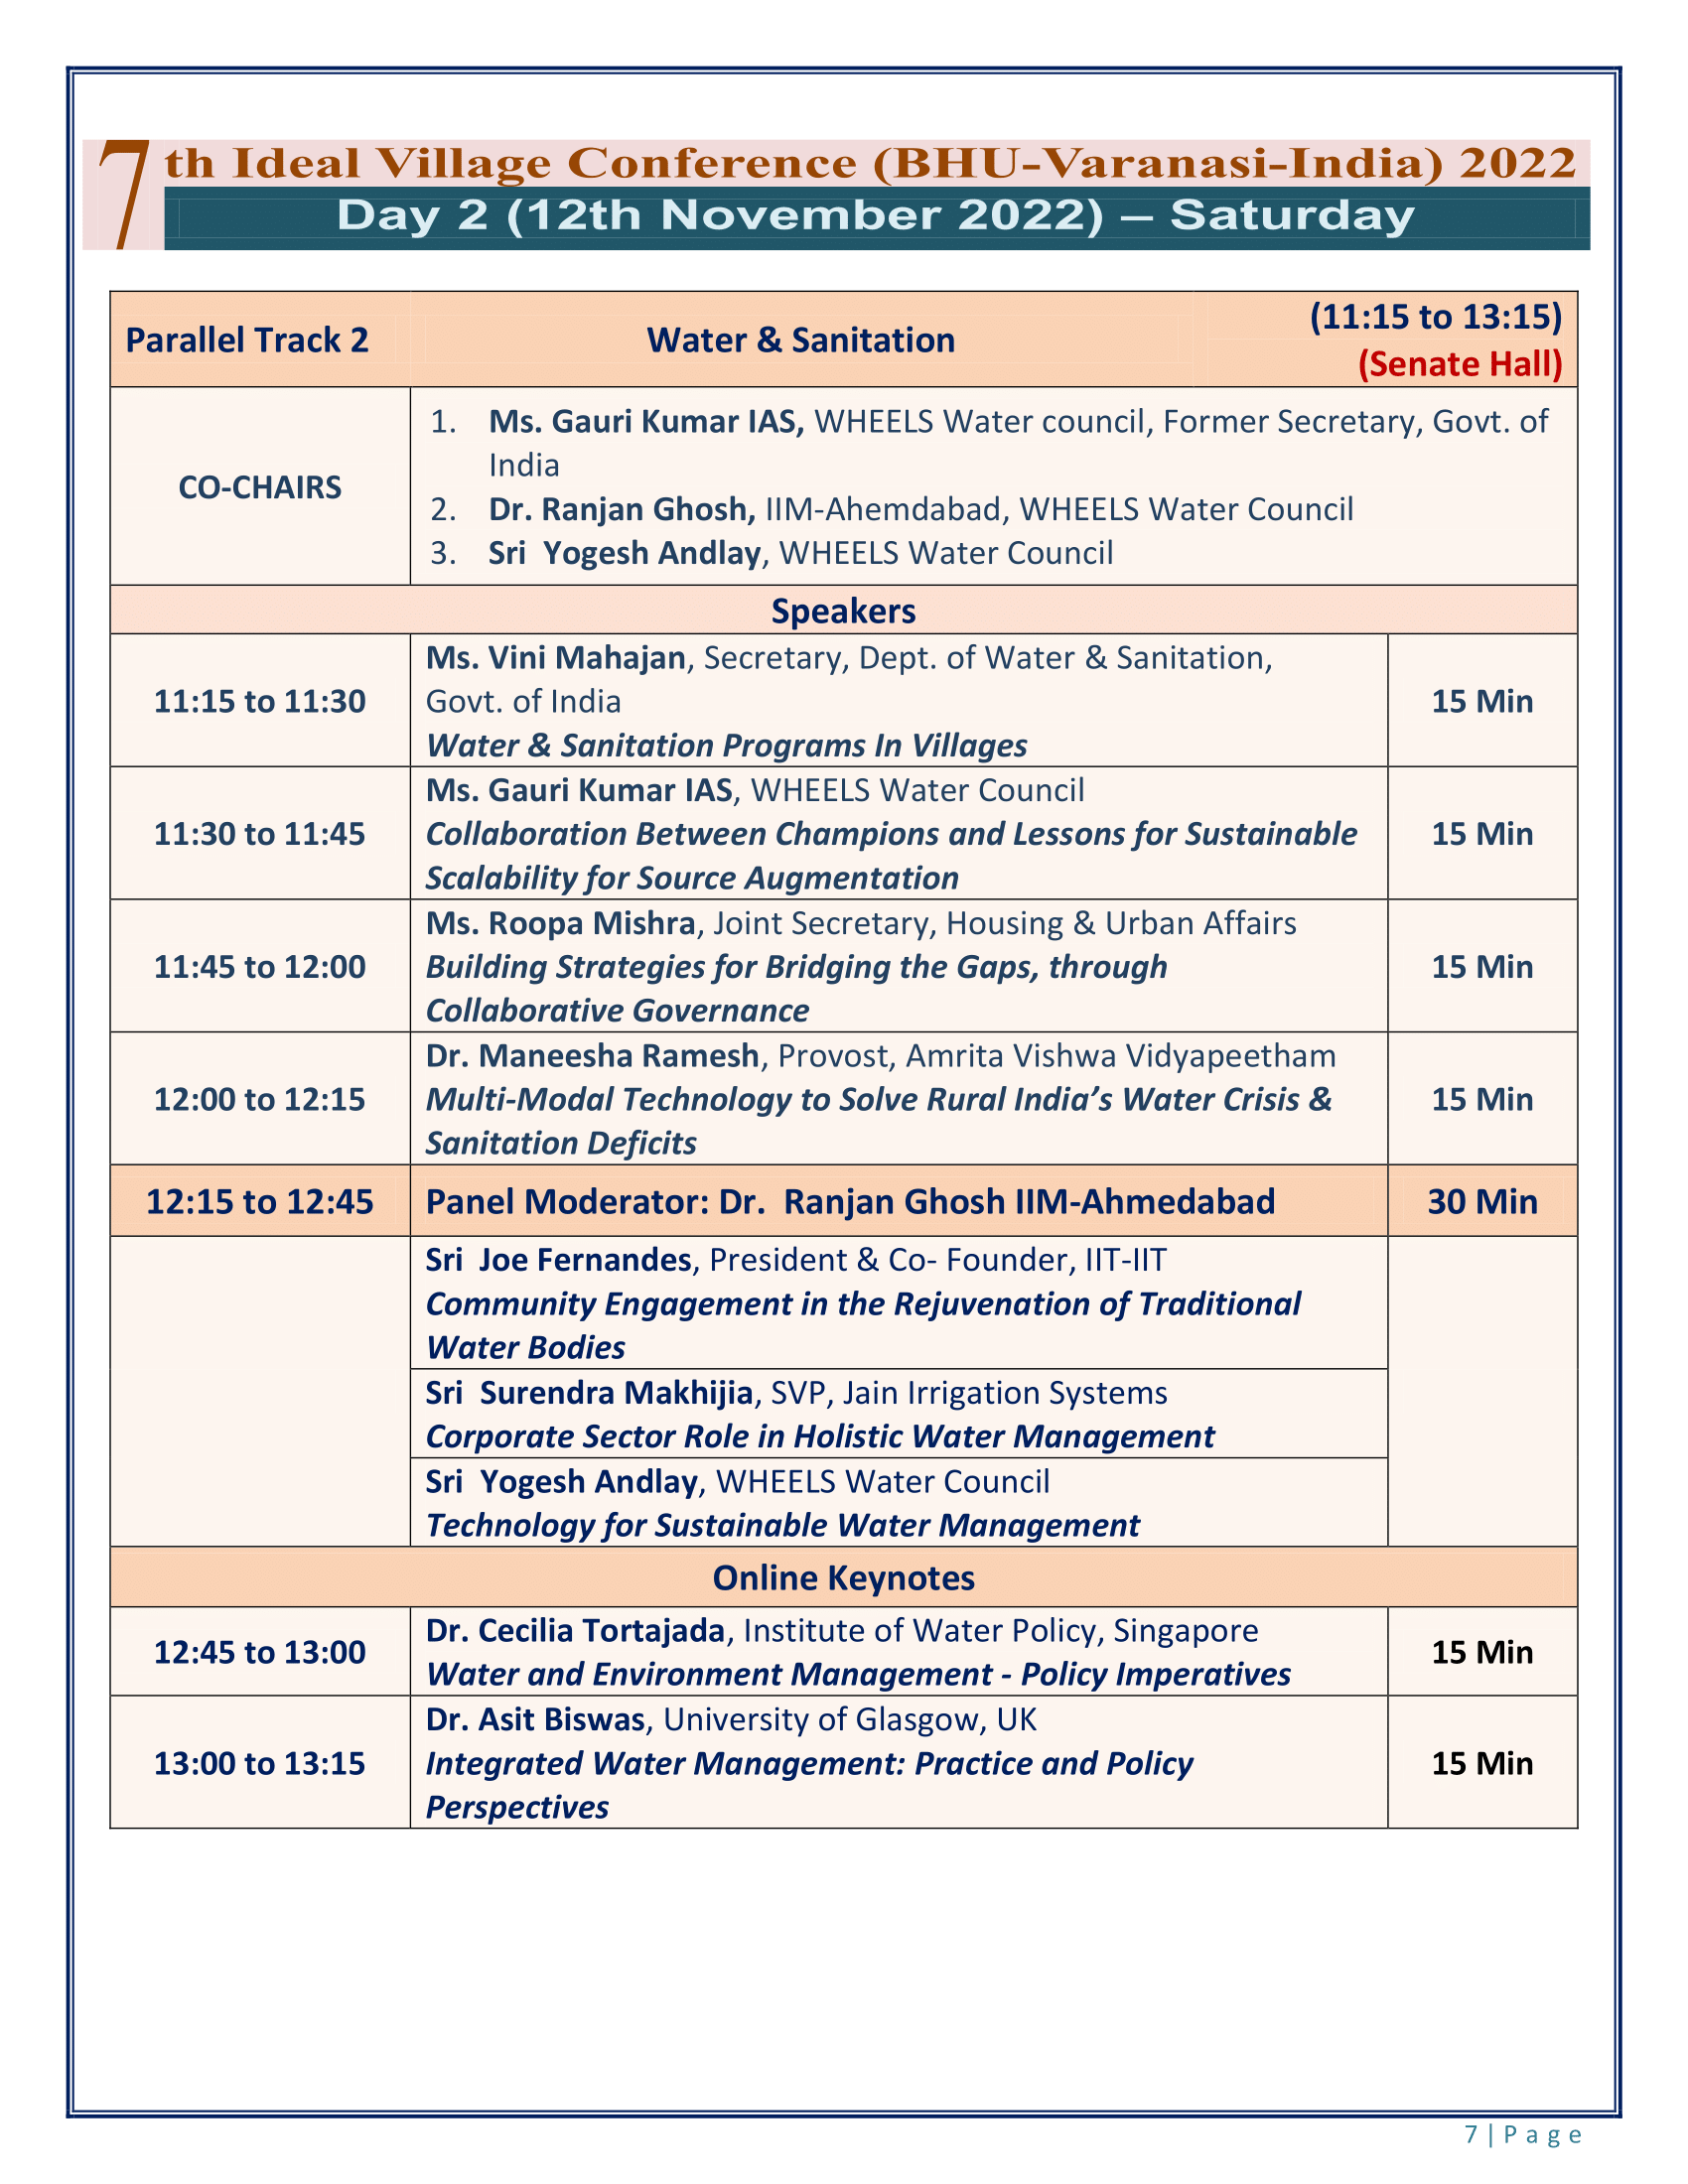 7th Ideal Village Conference (BHU-Varanasi-India) 2022
Day 2 (12th November 2022) – Saturday
Parallel Track 2
Water & Sanitation
(11:15 to 13:15)
(Senate Hall)
CO-CHAIRS
1. Ms. Gauri Kumar IAS, WHEELS Water council, Former Secretary, Govt. of
India
2. Dr. Ranjan Ghosh, IIM-Ahemdabad, WHEELS Water Council
3. Sri Yogesh Andlay, WHEELS Water Council
Speakers
11:15 to 11:30
Ms. Vini Mahajan, Secretary, Dept. of Water & Sanitation,
Govt. of India
Water & Sanitation Programs In Villages
15 Min
11:30 to 11:45
Ms. Gauri Kumar IAS, WHEELS Water Council
Collaboration Between Champions and Lessons for Sustainable
Scalability for Source Augmentation
15 Min
11:45 to 12:00
Ms. Roopa Mishra, Joint Secretary, Housing & Urban Affairs
Building Strategies for Bridging the Gaps, through
Collaborative Governance
15 Min
12:00 to 12:15
Dr. Maneesha Ramesh, Provost, Amrita Vishwa Vidyapeetham
Multi-Modal Technology to Solve Rural India’s Water Crisis &
Sanitation Deficits
15 Min
12:15 to 12:45
Panel Moderator: Dr. Ranjan Ghosh IIM-Ahmedabad
30 Min
Sri Joe Fernandes, President & Co- Founder, IIT-IIT
Community Engagement in the Rejuvenation of Traditional
Water Bodies
Sri Surendra Makhijia, SVP, Jain Irrigation Systems
Corporate Sector Role in Holistic Water Management
Sri Yogesh Andlay, WHEELS Water Council
Technology for Sustainable Water Management
Online Keynotes
12:45 to 13:00
Dr. Cecilia Tortajada, Institute of Water Policy, Singapore
Water and Environment Management - Policy Imperatives
15 Min
13:00 to 13:15
Dr. Asit Biswas, University of Glasgow, UK
Integrated Water Management: Practice and Policy
Perspectives
15 Min
7 | Page